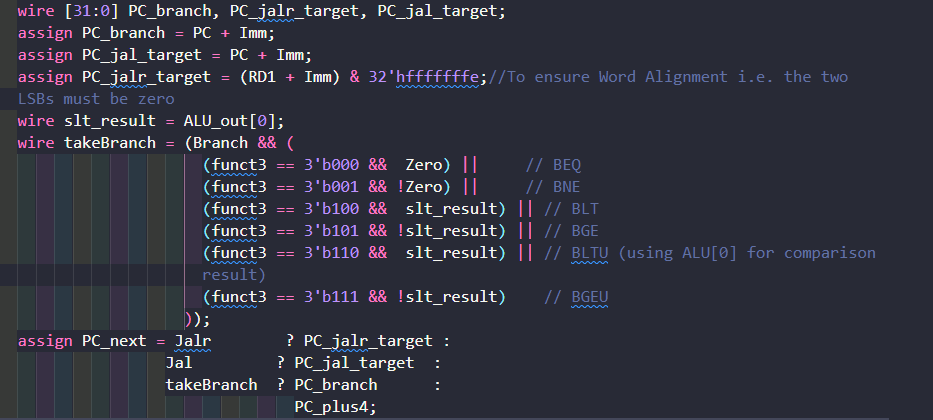 wire [31:0] PC_branch, PC_jalr_target, PC_jal_target;
assign PC_branch = PC + Imm;
assign PC_jal_target = PC + Imm;
assign PC_jalr_target = (RD1 + Imm) & 32'hfffffffe;//To ensure Word Alignment i.e. the two
LSBs must be zero
wire slt_result = ALU_out[0];
wire takeBranch = (Branch && (
(funct3 == 3'b000 &&  Zero) ||     // BEQ
(funct3 == 3'b001 && !Zero) ||     // BNE
(funct3 == 3'b100 &&  slt_result) || // BLT
(funct3 == 3'b101 && !slt_result) || // BGE
(funct3 == 3'b110 &&  slt_result) || // BLTU (using ALU[0] for comparison
result)
(funct3 == 3'b111 && !slt_result)    // BGEU
));
assign PC_next = Jalr       ? PC_jalr_target :
Jal        ? PC_jal_target  :
takeBranch  ? PC_branch      :
PC_plus4;